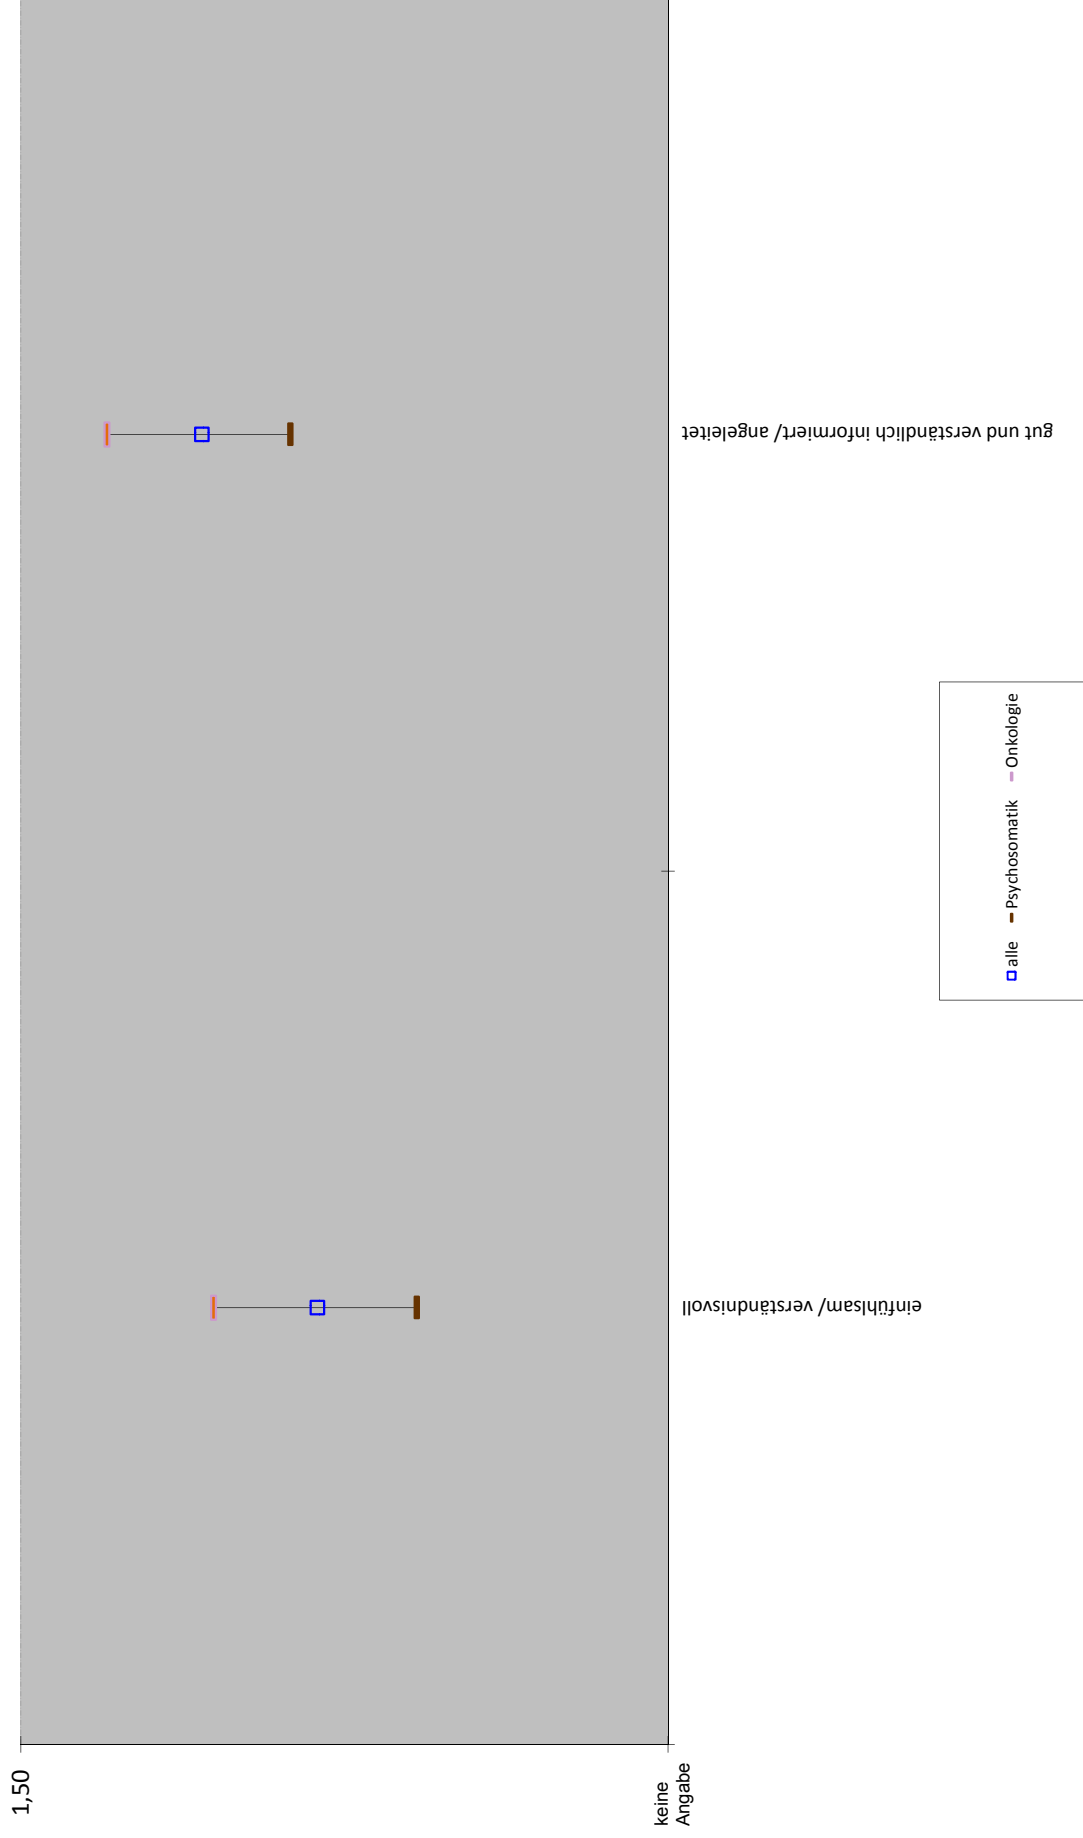 1,50
keine
Angabe
einfühlsam/ verständnisvoll
gut und verständlich informiert/ angeleitet
alle
Psychosomatik
Onkologie